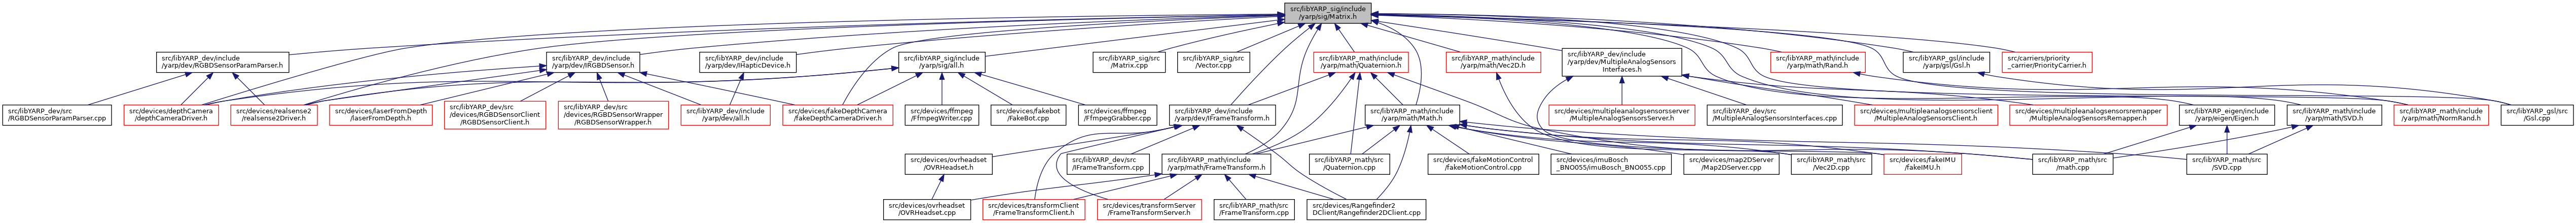 src/libYARP_sig/include
/yarp/sig/Matrix.h
src/libYARP_dev/include
/yarp/dev/RGBDSensorParamParser.h
src/libYARP_dev/include
/yarp/dev/IRGBDSensor.h
src/libYARP_dev/include
/yarp/dev/IHapticDevice.h
src/libYARP_sig/include
/yarp/sig/all.h
src/libYARP_sig/src
/Matrix.cpp
src/libYARP_sig/src
/Vector.cpp
src/libYARP_math/include
/yarp/math/Quaternion.h
src/libYARP_math/include
/yarp/math/Vec2D.h
src/libYARP_dev/include
/yarp/dev/MultipleAnalogSensors
Interfaces.h
src/libYARP_math/include
/yarp/math/Rand.h
src/libYARP_gsl/include
/yarp/gsl/Gsl.h
src/carriers/priority
_carrier/PriorityCarrier.h
src/libYARP_dev/src
/RGBDSensorParamParser.cpp
src/devices/depthCamera
/depthCameraDriver.h
src/devices/realsense2
/realsense2Driver.h
src/devices/laserFromDepth
/laserFromDepth.h
src/libYARP_dev/src
/devices/RGBDSensorClient
/RGBDSensorClient.h
src/libYARP_dev/src
/devices/RGBDSensorWrapper
/RGBDSensorWrapper.h
src/libYARP_dev/include
/yarp/dev/all.h
src/devices/fakeDepthCamera
/fakeDepthCameraDriver.h
src/devices/ffmpeg
/FfmpegWriter.cpp
src/devices/fakebot
/FakeBot.cpp
src/devices/ffmpeg
/FfmpegGrabber.cpp
src/libYARP_dev/include
/yarp/dev/IFrameTransform.h
src/libYARP_math/include
/yarp/math/Math.h
src/devices/multipleanalogsensorsserver
/MultipleAnalogSensorsServer.h
src/libYARP_dev/src
/MultipleAnalogSensorsInterfaces.cpp
src/devices/multipleanalogsensorsclient
/MultipleAnalogSensorsClient.h
src/devices/multipleanalogsensorsremapper
/MultipleAnalogSensorsRemapper.h
src/libYARP_eigen/include
/yarp/eigen/Eigen.h
src/libYARP_math/include
/yarp/math/SVD.h
src/libYARP_math/include
/yarp/math/NormRand.h
src/libYARP_gsl/src
/Gsl.cpp
src/devices/ovrheadset
/OVRHeadset.h
src/libYARP_dev/src
/IFrameTransform.cpp
src/libYARP_math/include
/yarp/math/FrameTransform.h
src/libYARP_math/src
/Quaternion.cpp
src/devices/fakeMotionControl
/fakeMotionControl.cpp
src/devices/imuBosch
_BNO055/imuBosch_BNO055.cpp
src/devices/map2DServer
/Map2DServer.cpp
src/libYARP_math/src
/Vec2D.cpp
src/devices/fakeIMU
/fakeIMU.h
src/libYARP_math/src
/math.cpp
src/libYARP_math/src
/SVD.cpp
src/devices/ovrheadset
/OVRHeadset.cpp
src/devices/transformClient
/FrameTransformClient.h
src/devices/transformServer
/FrameTransformServer.h
src/libYARP_math/src
/FrameTransform.cpp
src/devices/Rangefinder2
DClient/Rangefinder2DClient.cpp